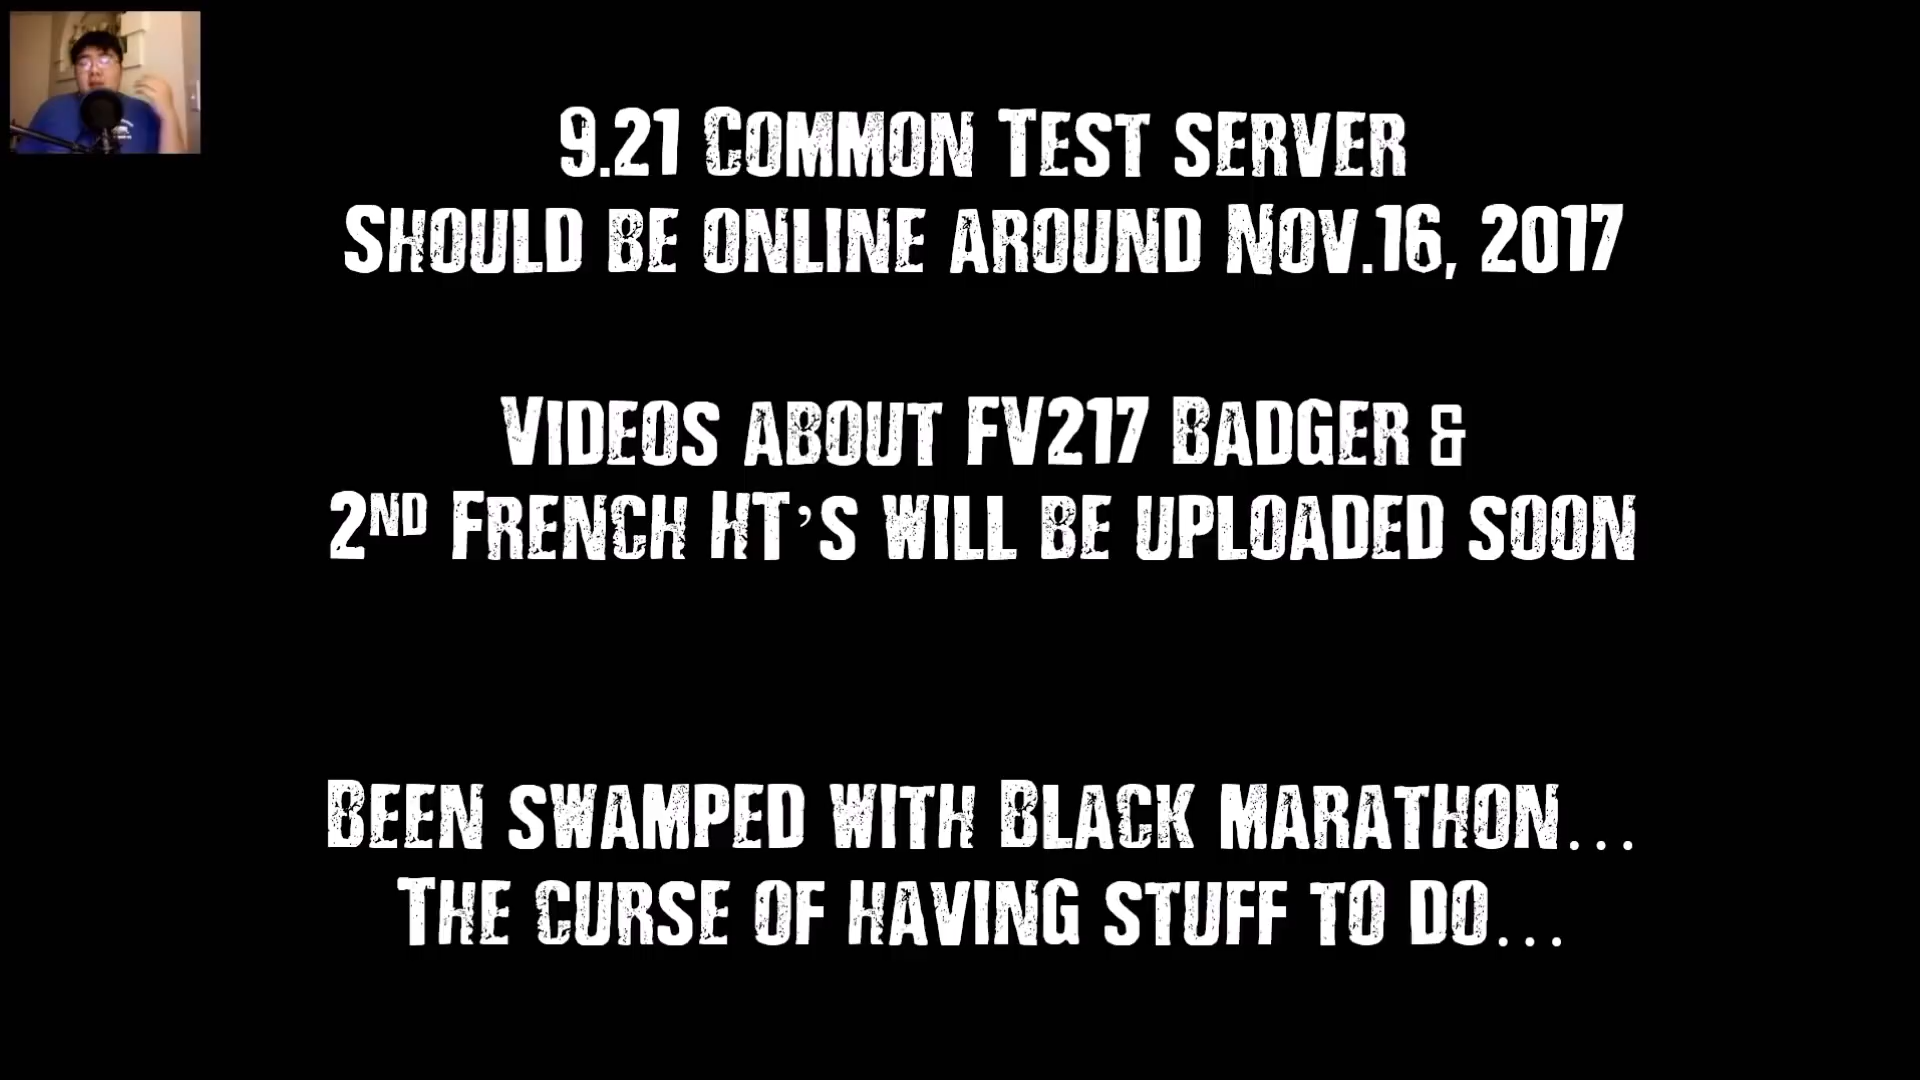 9.21 Common Test server
Should be online around Nov.16, 2017
Videos about FV217 Badger &
2nd French HT's will be uploaded soon
Been swamped with Black marathon...
The curse of having stuff to do...